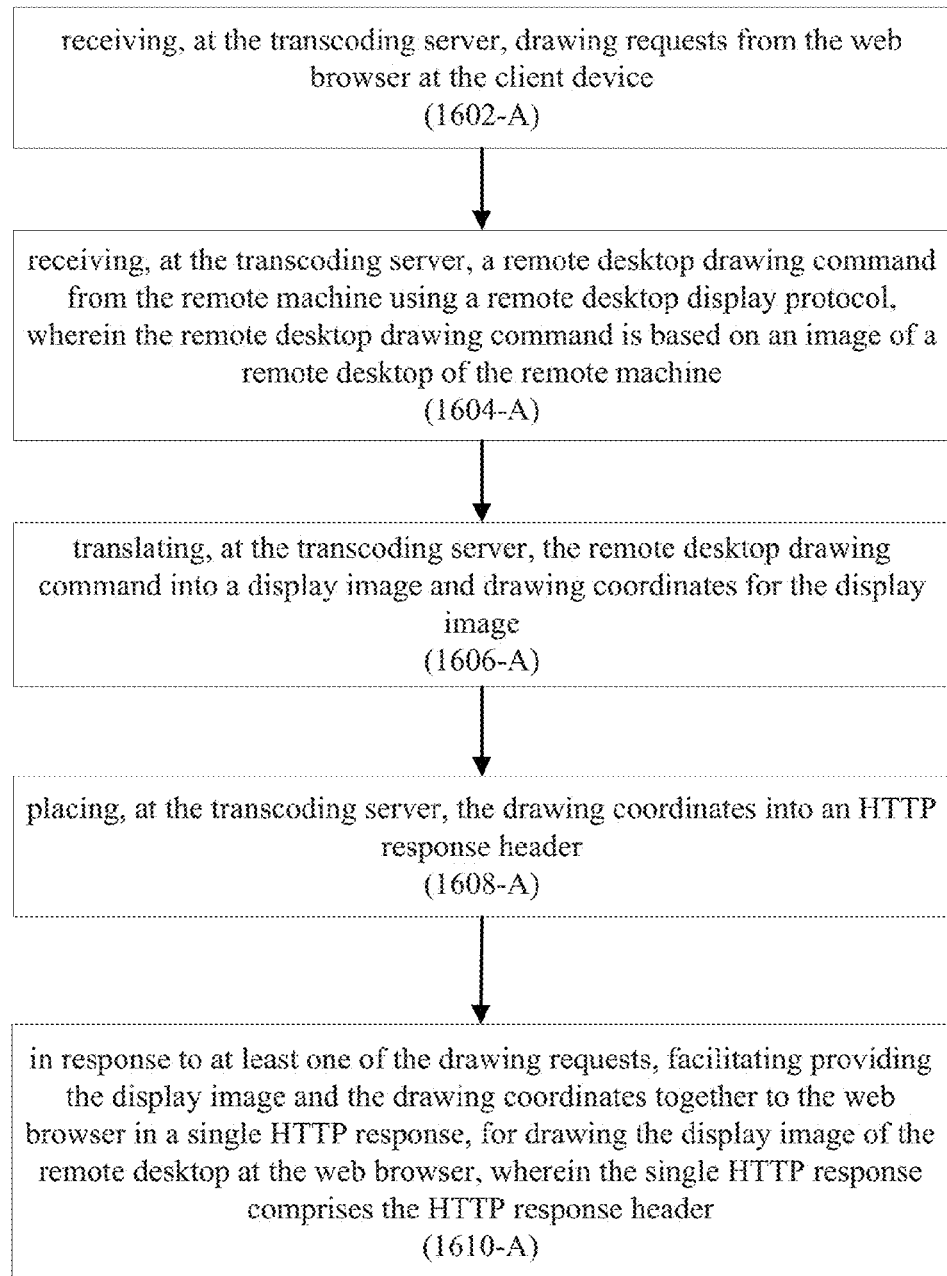 receiving, at the transcoding server, drawing requests from the web
browser at the client device
(1602-A)
receiving, at the transcoding server, a remote desktop drawing command
from the remote machine using a remote desktop display protocol,
wherein the remote desktop drawing command is based on an image of a
remote desktop of the remote machine
(1604-A)
translating, at the transcoding server, the remote desktop drawing
command into a display image and drawing coordinates for the display
image
(1606-A)
placing, at the transcoding server, the drawing coordinates into an HTTP
response header
(1608-A)
in response to at least one of the drawing requests, facilitating providing
the display image and the drawing coordinates together to the web
browser in a single HTTP response, for drawing the display image of the
remote desktop at the web browser, wherein the single HTTP response
comprises the HTTP response header
(1610-A)